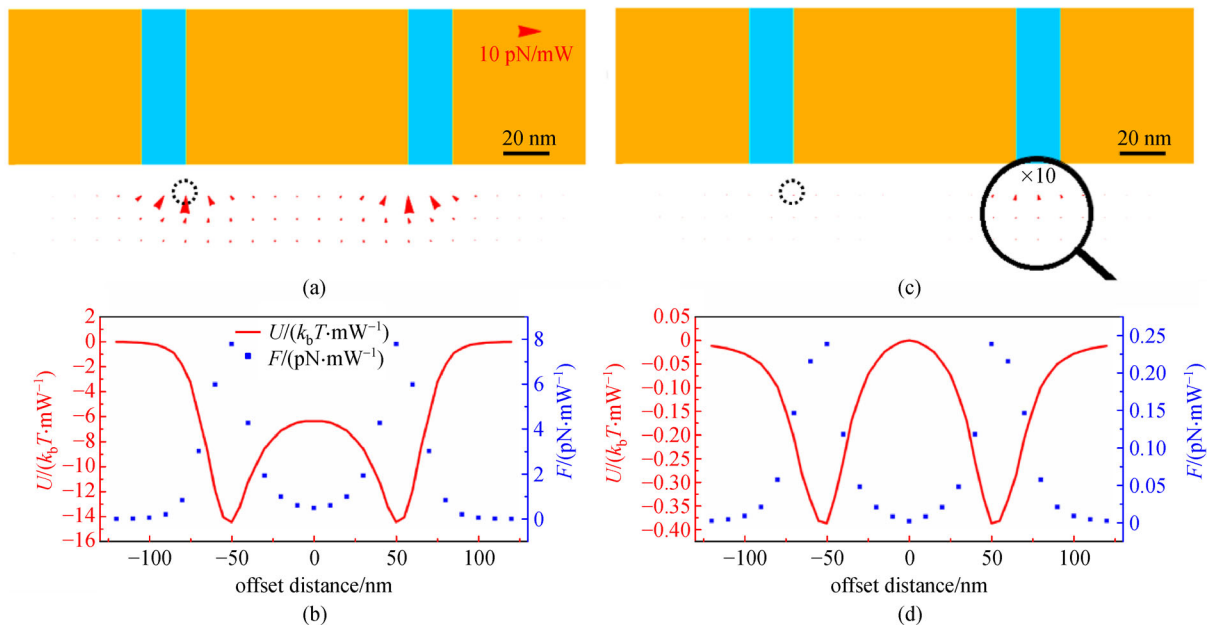 10 pN/mW
20 nm
(a)
20 nm
×10
(c)
U/(k_bT·mW⁻¹)
F/(pN·mW⁻¹)
2
0
−2
−4
−6
−8
−10
−12
−14
−16
U/(k_bT·mW⁻¹)
8
6
4
2
0
F/(pN·mW⁻¹)
−100
−50
0
50
100
offset distance/nm
(b)
0.05
0
−0.05
−0.10
−0.15
−0.20
−0.25
−0.30
−0.35
−0.40
U/(k_bT·mW⁻¹)
0.25
0.20
0.15
0.10
0.05
0
F/(pN·mW⁻¹)
−100
−50
0
50
100
offset distance/nm
(d)